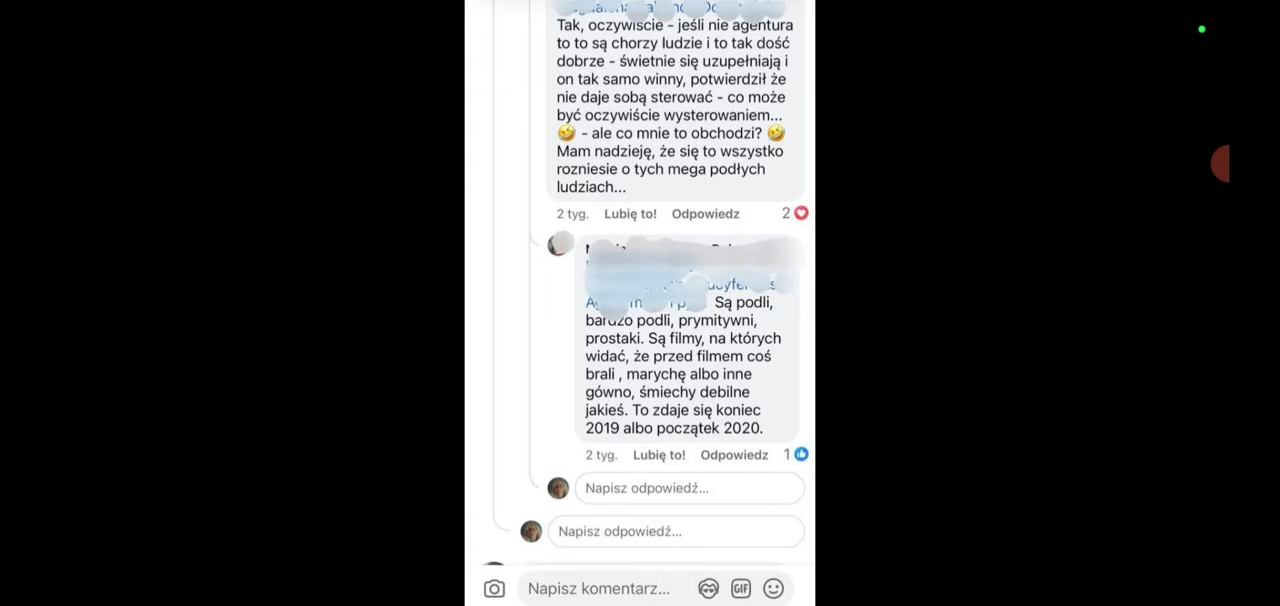 Tak, oczywiscie - jeśli nie agentura
to to są chorzy ludzie i to tak dość
dobrze - świetnie się uzupełniają i
on tak samo winny, potwierdził że
nie daje sobą sterować - co może
być oczywiście wysterowaniem...
🤣 - ale co mnie to obchodzi? 🤣
Mam nadzieję, że się to wszystko
rozniesie o tych mega podłych
ludziach...
2 tyg. Lubię to! Odpowiedz 2
Są podli,
bardzo podli, prymitywni,
prostaki. Są filmy, na których
widać, że przed filmem coś
brali , marychę albo inne
gówno, śmiechy debilne
jakieś. To zdaje się koniec
2019 albo początek 2020.
2 tyg. Lubię to! Odpowiedz 1
Napisz odpowiedź...
Napisz odpowiedź...
Napisz komentarz...
GIF